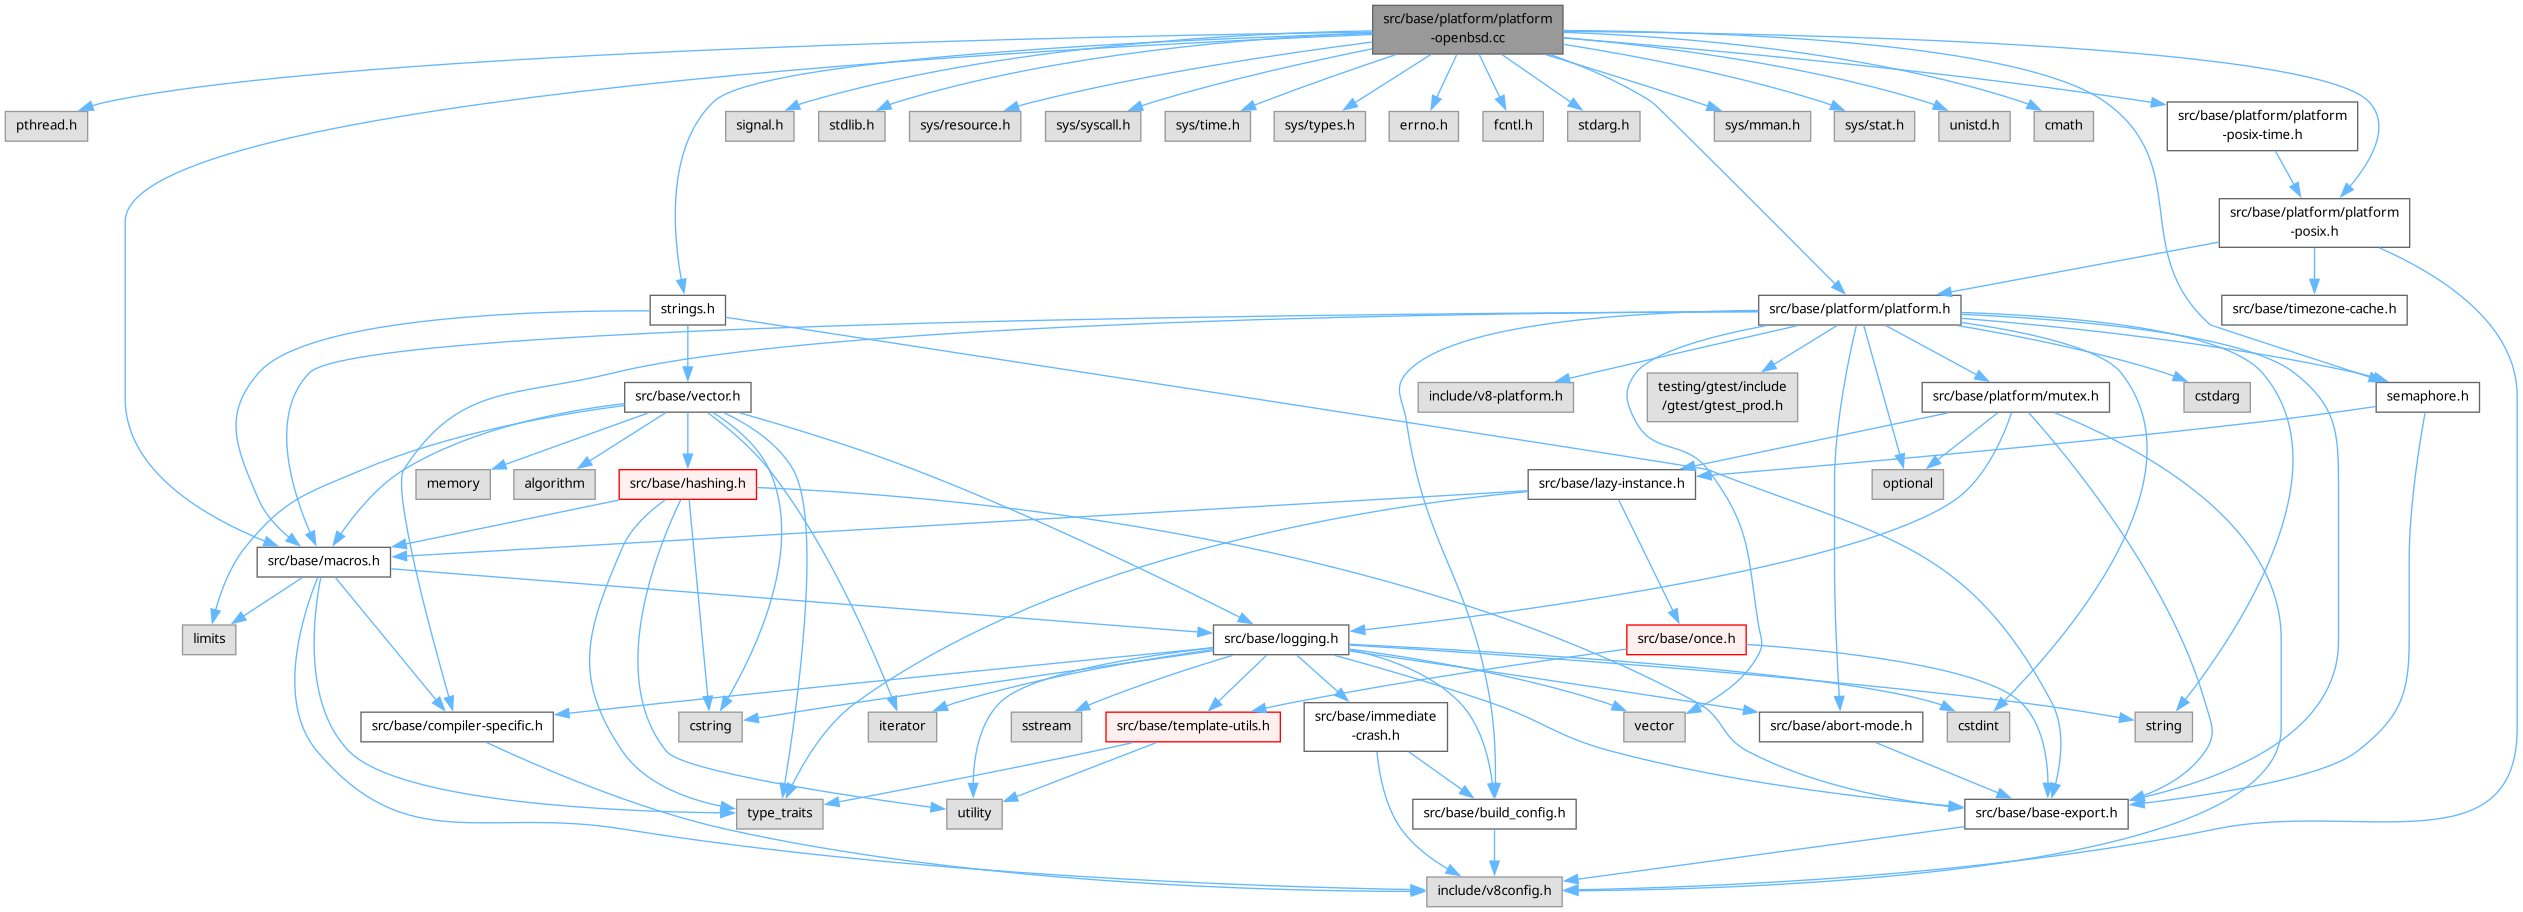 src/base/platform/platform
-openbsd.cc
pthread.h
signal.h
stdlib.h
sys/resource.h
sys/syscall.h
sys/time.h
sys/types.h
errno.h
fcntl.h
stdarg.h
sys/mman.h
sys/stat.h
unistd.h
cmath
src/base/platform/platform
-posix-time.h
src/base/platform/platform
-posix.h
strings.h
src/base/platform/platform.h
src/base/timezone-cache.h
src/base/vector.h
include/v8-platform.h
testing/gtest/include
/gtest/gtest_prod.h
src/base/platform/mutex.h
cstdarg
semaphore.h
memory
algorithm
src/base/hashing.h
src/base/lazy-instance.h
optional
src/base/macros.h
limits
src/base/logging.h
src/base/once.h
src/base/compiler-specific.h
cstring
iterator
sstream
src/base/template-utils.h
src/base/immediate
-crash.h
vector
src/base/abort-mode.h
cstdint
string
type_traits
utility
src/base/build_config.h
src/base/base-export.h
include/v8config.h